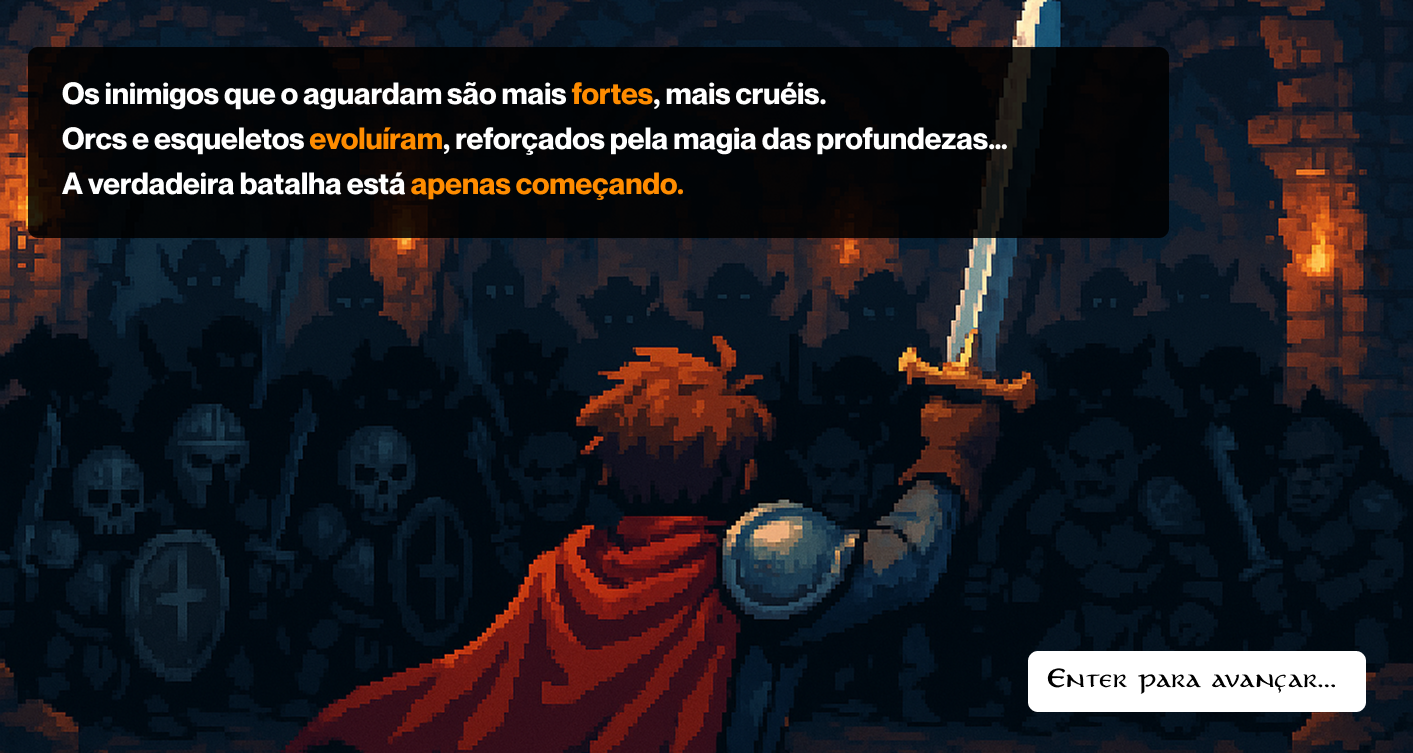 Os inimigos que o aguardam são mais fortes, mais cruéis.
Orcs e esqueletos evoluíram, reforçados pela magia das profundezas...
A verdadeira batalha está apenas começando.
Enter para avançar...